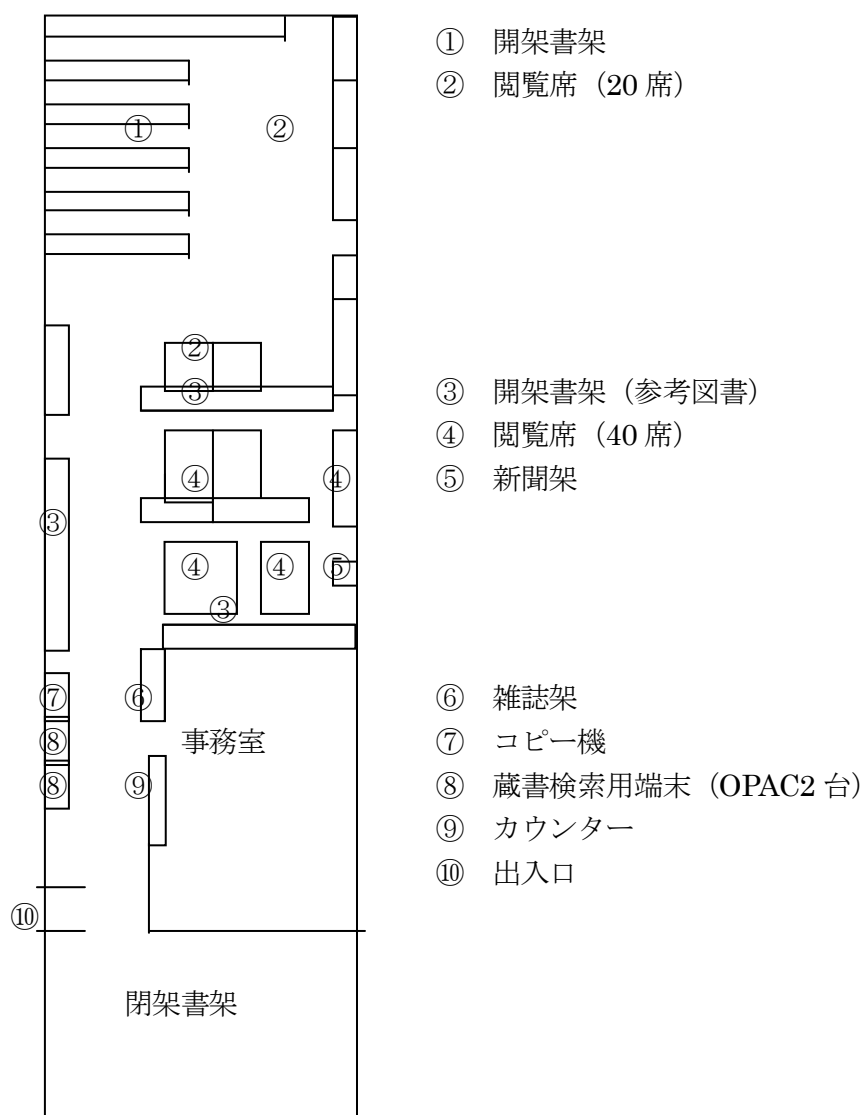 ① 開架書架
② 閲覧席（20 席）
① ②
②
③
③ 開架書架（参考図書）
④ 閲覧席（40 席）
⑤ 新聞架
④ ④
③
④ ④ ⑤
③
⑥ 雑誌架
⑦ コピー機
⑧ 蔵書検索用端末（OPAC2 台）
⑨ カウンター
⑩ 出入口
⑦ ⑥
⑧ 事務室
⑧ ⑨
⑩
閉架書架